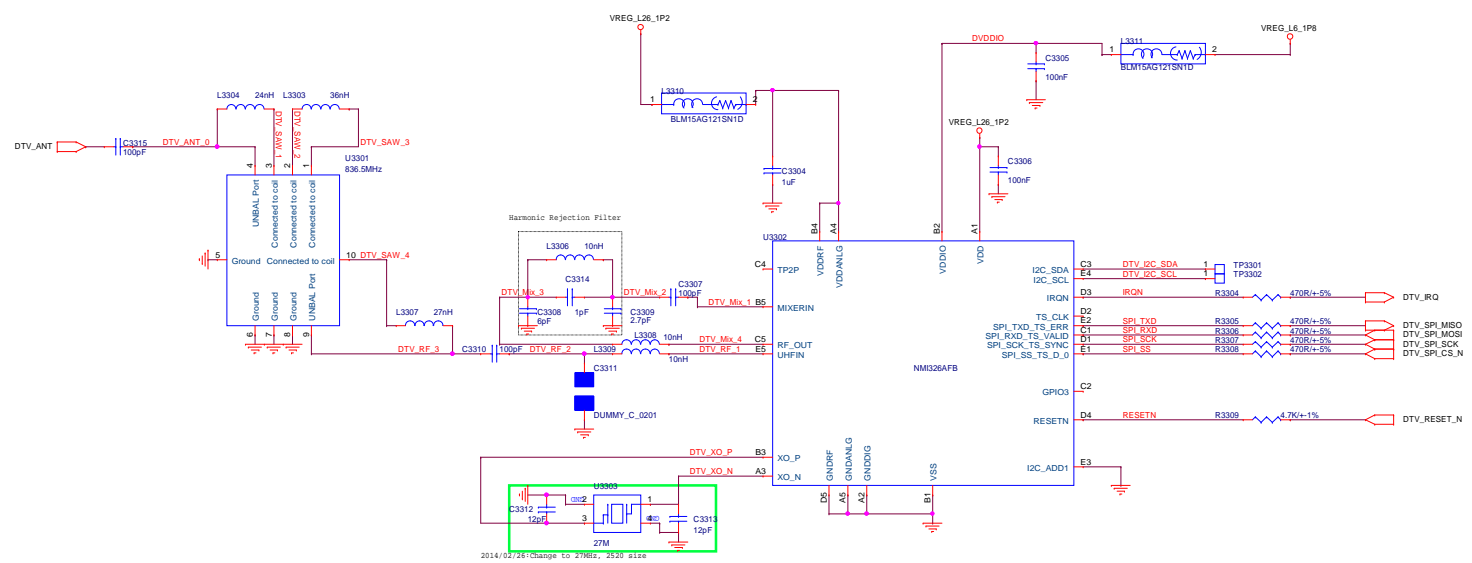 VREG_L26_1P2
VREG_L6_1P8
DVDDIO
L3311
1
2
BLM15AG121SN1D
C3305
100nF
L3310
1
2
BLM15AG121SN1D
VREG_L26_1P2
C3306
100nF
C3304
1uF
L3304
24nH
L3303
36nH
DTV_ANT
C3315
100pF
DTV_ANT_0
DTV_SAW_1
DTV_SAW_2
DTV_SAW_3
U3301
836.5MHz
4
3
2
1
UNBAL Port
Connected to coil
Connected to coil
Connected to coil
5
Ground
Connected to coil
10
DTV_SAW_4
Ground
Ground
Ground
UNBAL Port
6
7
8
9
L3307
27nH
DTV_RF_3
C3310
100pF
DTV_RF_2
L3309
10nH
DTV_RF_1
L3308
10nH
DTV_Mix_4
C3311
DUMMY_C_0201
Harmonic Rejection Filter
L3306
10nH
C3314
1pF
DTV_Mix_3
DTV_Mix_2
C3308
6pF
C3309
2.7pF
C3307
100pF
DTV_Mix_1
U3302
B4
A4
B2
A1
VDDRF
VDDANLG
VDDIO
VDD
C4
TP2P
B5
MIXERIN
C5
RF_OUT
E5
UHFIN
B3
XO_P
A3
XO_N
NMI326AFB
GNDRF
GNDANLG
GNDDIG
VSS
D5
A5
A2
B1
I2C_SDA
C3
DTV_I2C_SDA
1
TP3301
I2C_SCL
E4
DTV_I2C_SCL
1
TP3302
IRQN
D3
IRQN
R3304
470R/+-5%
DTV_IRQ
TS_CLK
D2
SPI_TXD_TS_ERR
E2
SPI_TXD
R3305
470R/+-5%
DTV_SPI_MISO
SPI_RXD_TS_VALID
C1
SPI_RXD
R3306
470R/+-5%
DTV_SPI_MOSI
SPI_SCK_TS_SYNC
D1
SPI_SCK
R3307
470R/+-5%
DTV_SPI_SCK
SPI_SS_TS_D_0
E1
SPI_SS
R3308
470R/+-5%
DTV_SPI_CS_N
GPIO3
C2
RESETN
D4
RESETN
R3309
4.7K/+-1%
DTV_RESET_N
I2C_ADD1
E3
DTV_XO_P
DTV_XO_N
U3303
C3312
12pF
GND
2
1
3
4
GND
C3313
12pF
27M
2014/02/26:Change to 27MHz, 2520 size